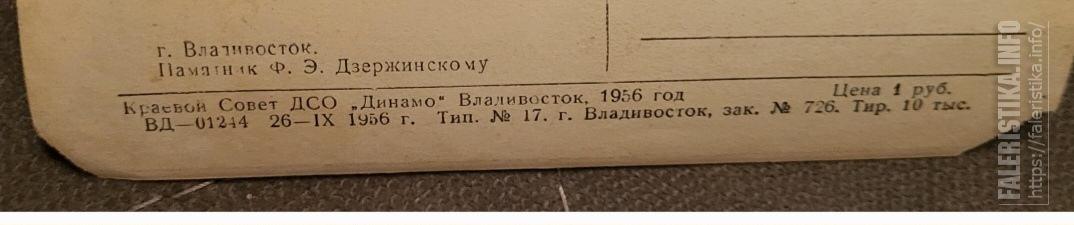 г. Владивосток.
Памятник Ф. Э. Дзержинскому
Краевой Совет ДСО „Динамо“ Владивосток, 1956 год
Цена 1 руб.
ВД—01244 26—IX 1956 г. Тип. № 17. г. Владивосток, зак. № 726. Тир. 10 тыс.
FALERISTIKA.INFO
https://faleristika.info/